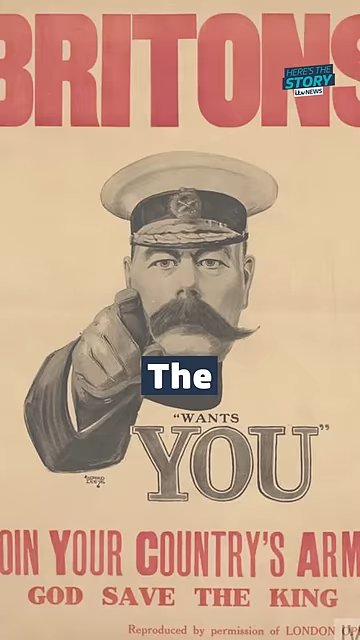 BRITONS
HERE'S THE
STORY
itv NEWS
The
"WANTS
YOU"
OIN YOUR COUNTRY'S ARM
GOD SAVE THE KING
Reproduced by permission of LONDON